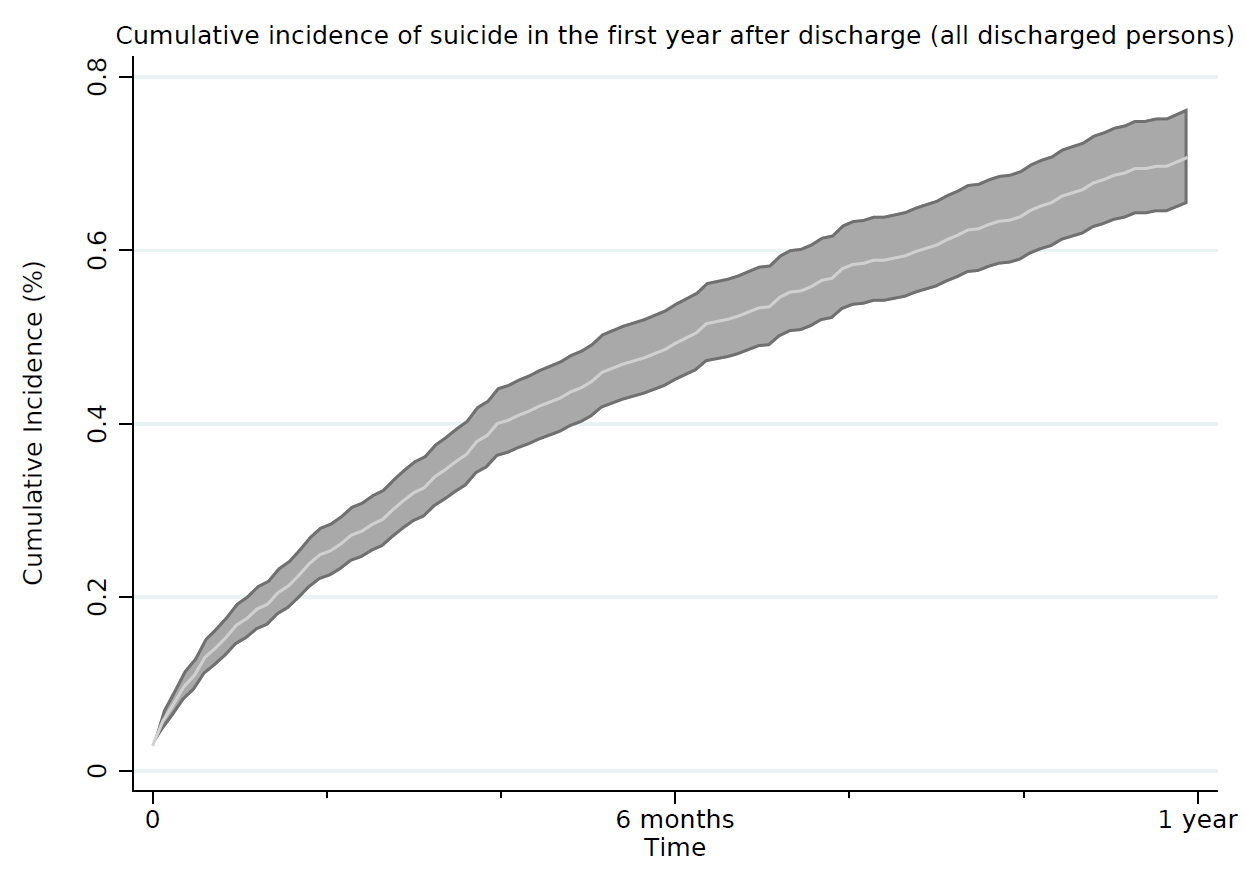 Cumulative incidence of suicide in the first year after discharge (all discharged persons)
Cumulative Incidence (%)
0.8
0.6
0.4
0.2
0
0
6 months
1 year
Time